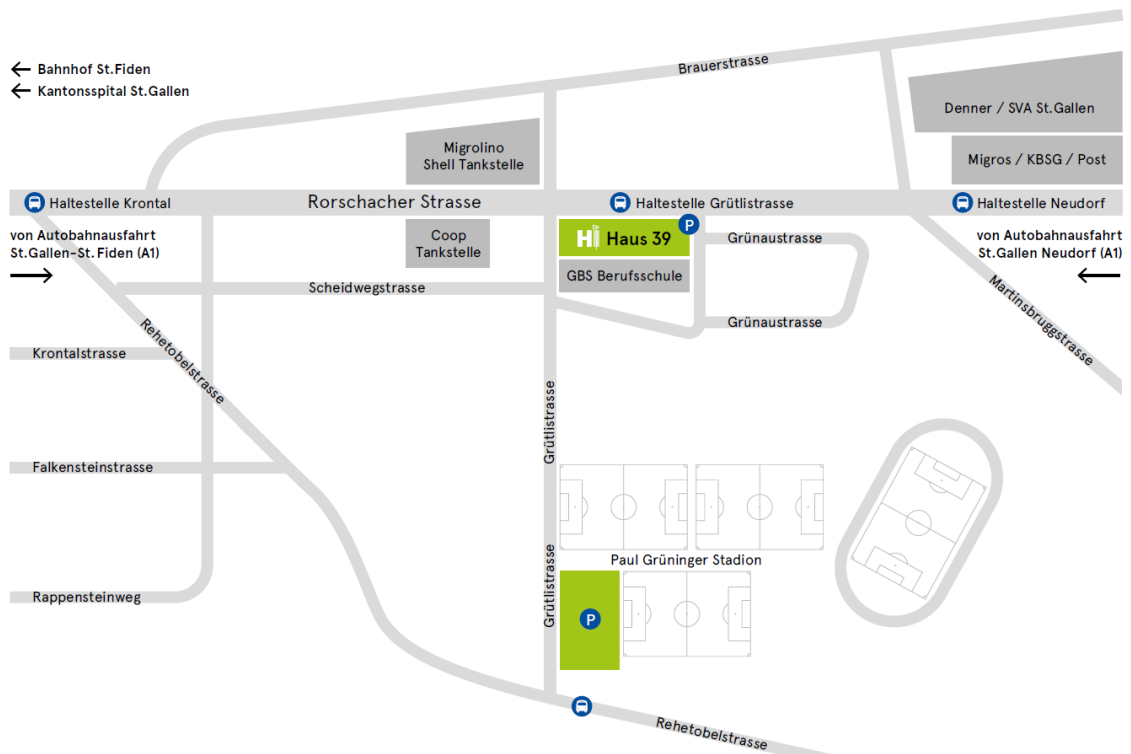 Brauerstrasse
← Bahnhof St.Fiden
← Kantonsspital St.Gallen
Denner / SVA St.Gallen
Migrolino
Shell Tankstelle
Migros / KBSG / Post
Haltestelle Krontal
Rorschacher Strasse
Haltestelle Grütlistrasse
Haltestelle Neudorf
P
von Autobahnausfahrt
St.Gallen-St. Fiden (A1)
→
Coop
Tankstelle
Hi Haus 39
Grünaustrasse
von Autobahnausfahrt
St.Gallen Neudorf (A1)
←
GBS Berufsschule
Scheidwegstrasse
Martinsbruggstrasse
Grünaustrasse
Krontalstrasse
Rehetobelstrasse
Grütlistrasse
Falkensteinstrasse
Paul Grüninger Stadion
Grütlistrasse
Rappensteinweg
P
Rehetobelstrasse